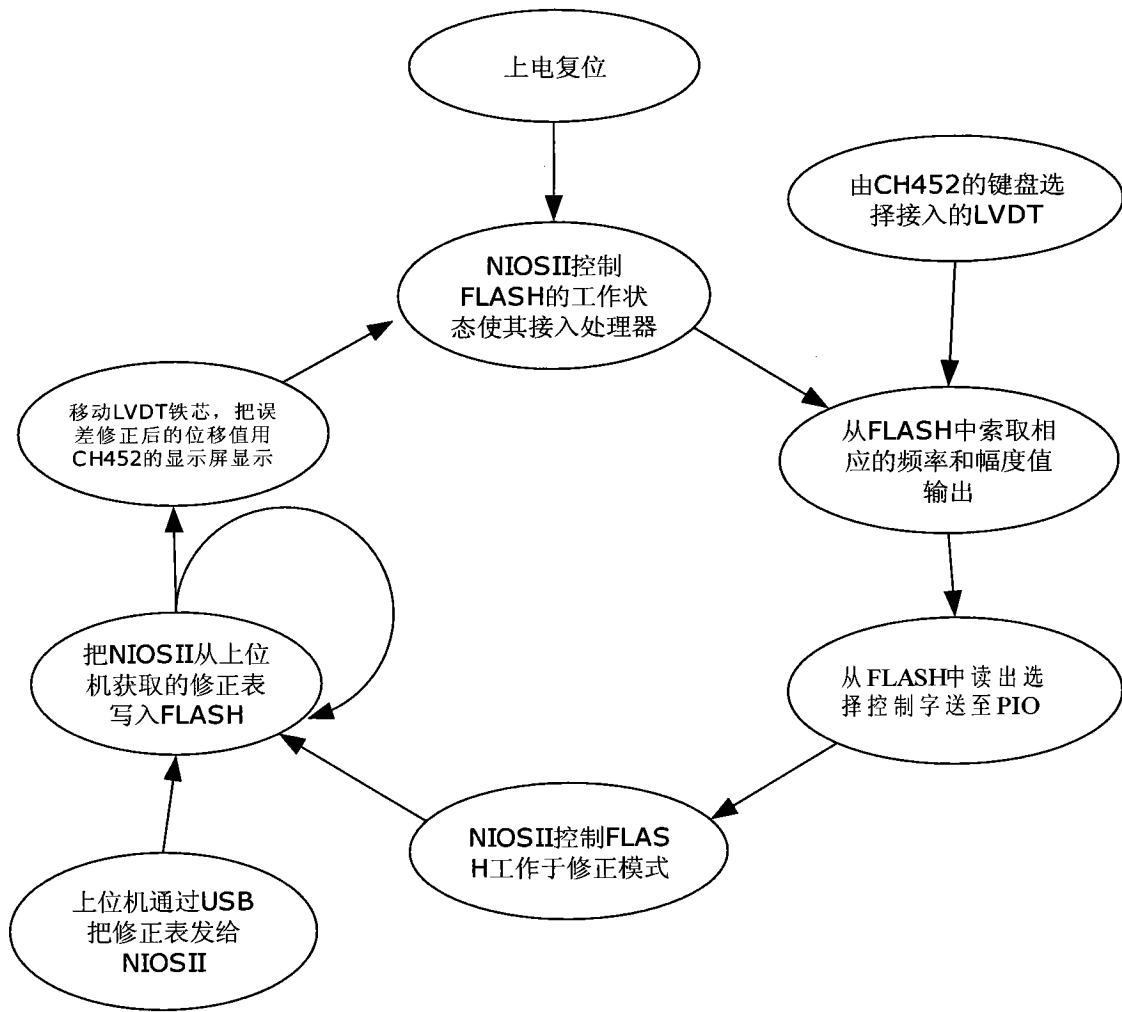 上电复位
由CH452的键盘选
择接入的LVDT
NIOSII控制
FLASH的工作状
态使其接入处理器
移动LVDT铁芯，把误
差修正后的位移值用
CH452的显示屏显示
从FLASH中索取相
应的频率和幅度值
输出
把NIOSII从上位
机获取的修正表
写入FLASH
从FLASH中读出选
择控制字送至PIO
NIOSII控制FLAS
H工作于修正模式
上位机通过USB
把修正表发给
NIOSII